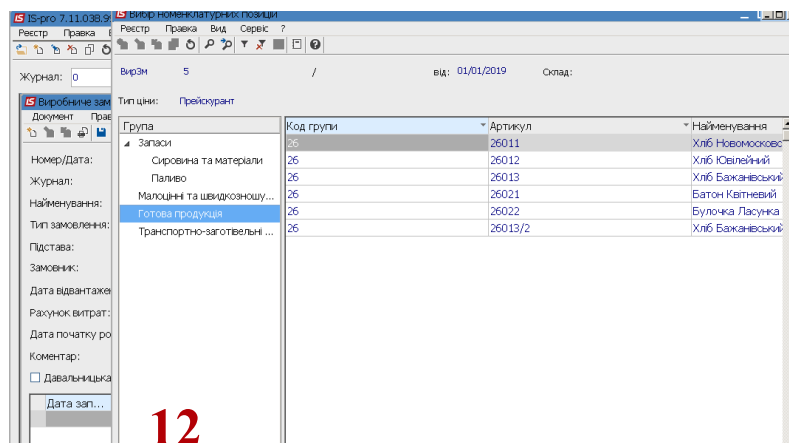 IS-pro 7.11.038.9
Реєстр Правка
Журнал: 0
Виробниче зам
Документ Прав
Номер/Дата:
Журнал:
Найменування:
Тип замовлення:
Підстава:
Замовник:
Дата відвантаже
Рахунок витрат:
Дата початку ро
Коментар:
Давальницька
Дата зап...
Вибір номенклатурних позицій
Реєстр Правка Вид Сервіс ?
ВирЗм 5 / від: 01/01/2019 Склад:
Тип ціни: Прейскурант
Група
Запаси
Сировина та матеріали
Паливо
Малоцінні та швидкозношу...
Готова продукція
Транспортно-заготівельні ...
Код групи Артикул Найменування
26 26011 Хліб Новомосковс
26 26012 Хліб Ювілейний
26 26013 Хліб Бажанівський
26 26021 Батон Квітневий
26 26022 Булочка Ласунка
26 26013/2 Хліб Бажанівський
12